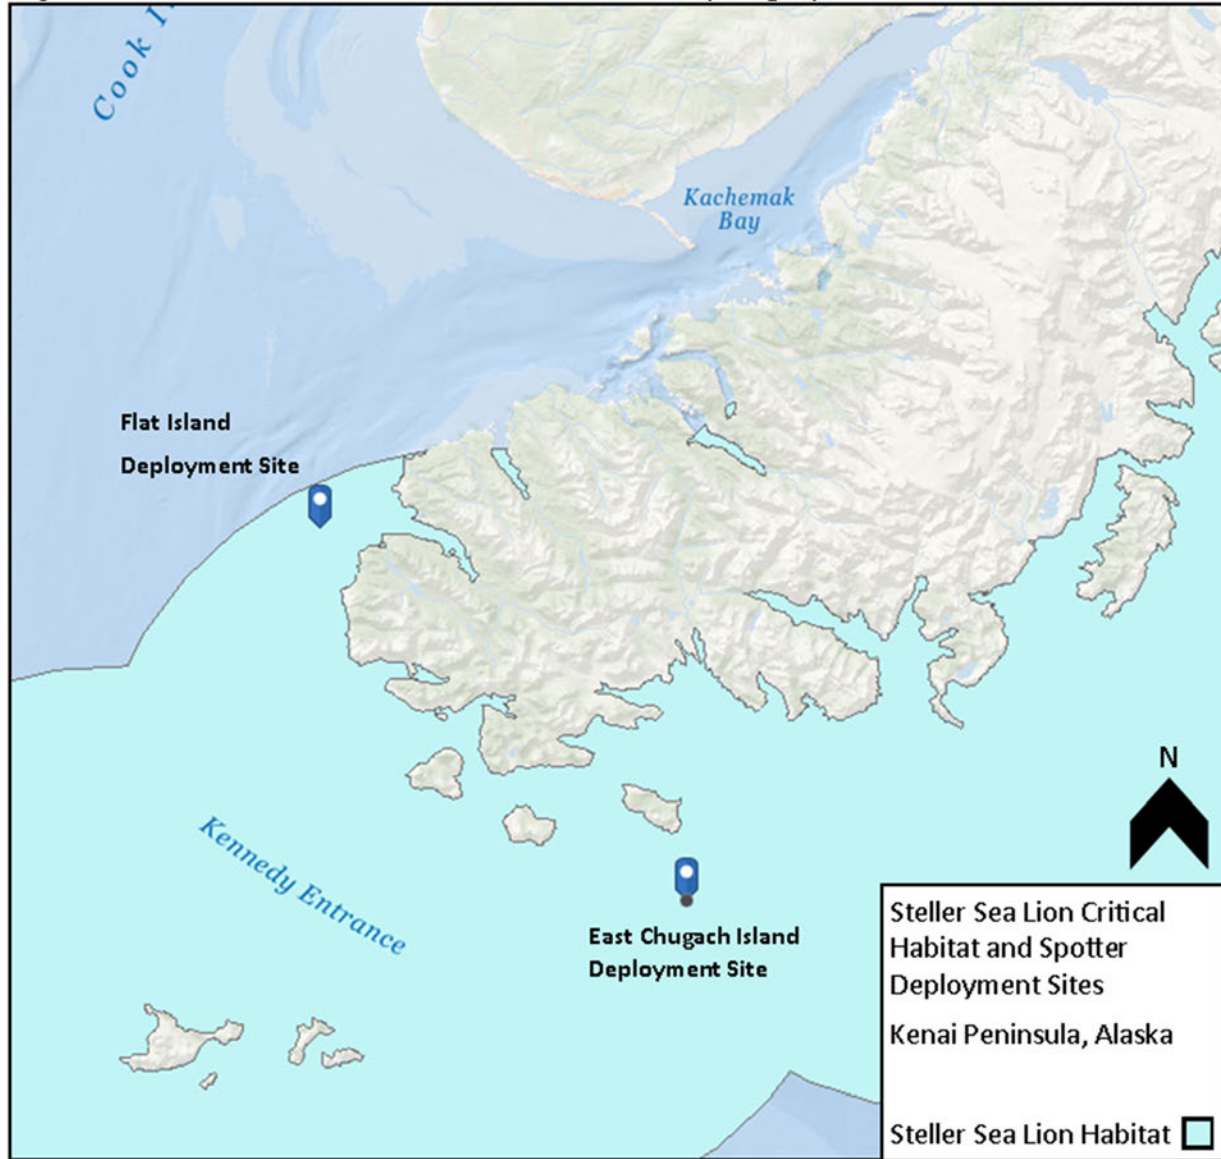 Cook I
Kachemak
Bay
Flat Island
Deployment Site
Kennedy Entrance
N
East Chugach Island
Deployment Site
Steller Sea Lion Critical
Habitat and Spotter
Deployment Sites
Kenai Peninsula, Alaska
Steller Sea Lion Habitat